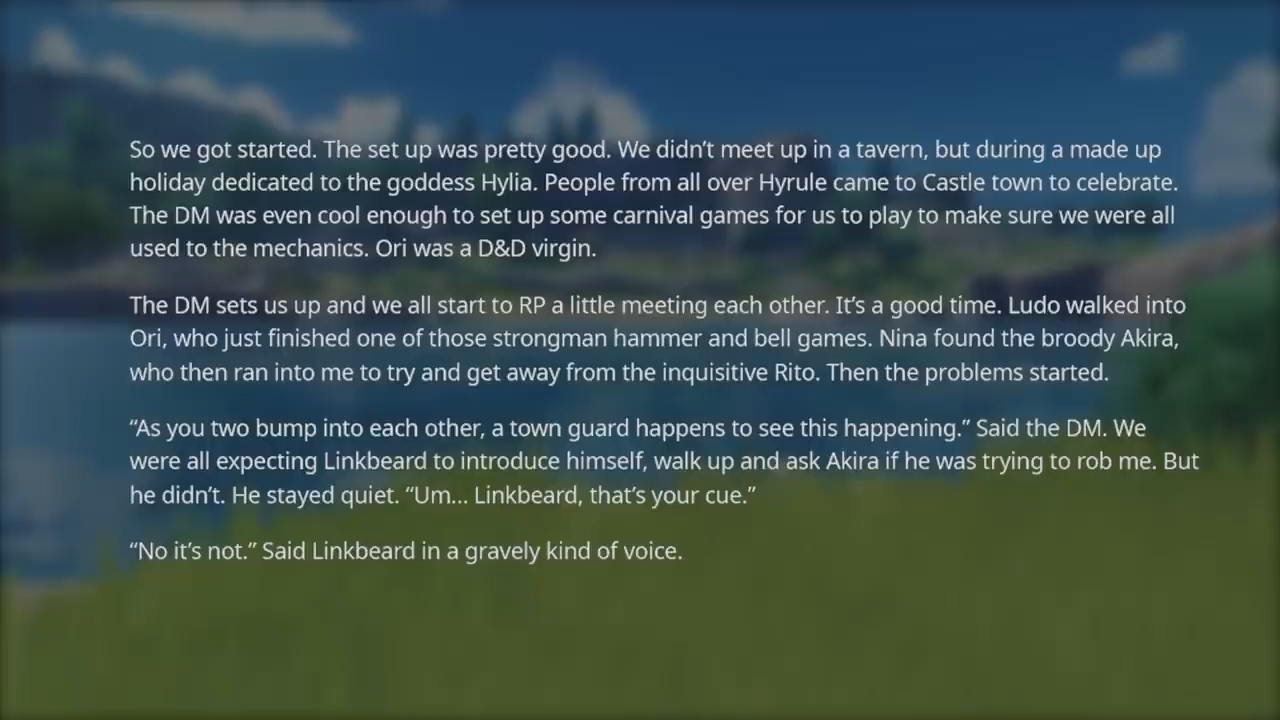 So we got started. The set up was pretty good. We didn’t meet up in a tavern, but during a made up
holiday dedicated to the goddess Hylia. People from all over Hyrule came to Castle town to celebrate.
The DM was even cool enough to set up some carnival games for us to play to make sure we were all
used to the mechanics. Ori was a D&D virgin.
The DM sets us up and we all start to RP a little meeting each other. It’s a good time. Ludo walked into
Ori, who just finished one of those strongman hammer and bell games. Nina found the broody Akira,
who then ran into me to try and get away from the inquisitive Rito. Then the problems started.
“As you two bump into each other, a town guard happens to see this happening.” Said the DM. We
were all expecting Linkbeard to introduce himself, walk up and ask Akira if he was trying to rob me. But
he didn’t. He stayed quiet. “Um... Linkbeard, that’s your cue.”
“No it’s not.” Said Linkbeard in a gravely kind of voice.